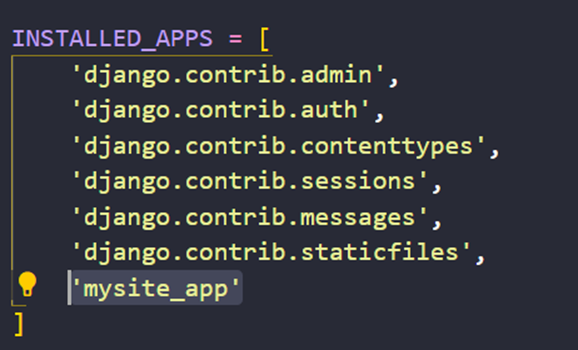 INSTALLED_APPS = [
'django.contrib.admin',
'django.contrib.auth',
'django.contrib.contenttypes',
'django.contrib.sessions',
'django.contrib.messages',
'django.contrib.staticfiles',
'mysite_app'
]